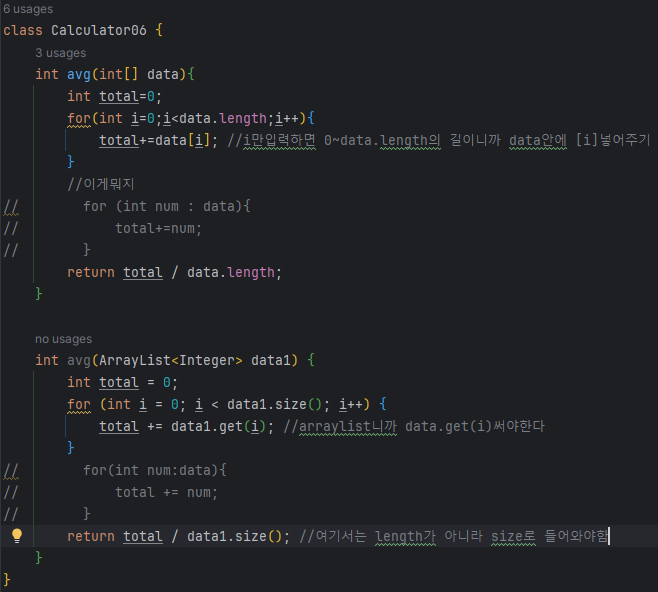 6 usages
class Calculator06 {
3 usages
int avg(int[] data){
int total=0;
for(int i=0;i<data.length;i++){
total+=data[i]; //i만입력하면 0~data.length의 길이니까 data안에 [i]넣어주기
}
//이게뭐지
// for (int num : data){
// total+=num;
// }
return total / data.length;
}
no usages
int avg(ArrayList<Integer> data1) {
int total = 0;
for (int i = 0; i < data1.size(); i++) {
total += data1.get(i); //arraylist니까 data.get(i)써야한다
}
// for(int num:data){
// total += num;
// }
return total / data1.size(); //여기서는 length가 아니라 size로 들어와야함
}
}